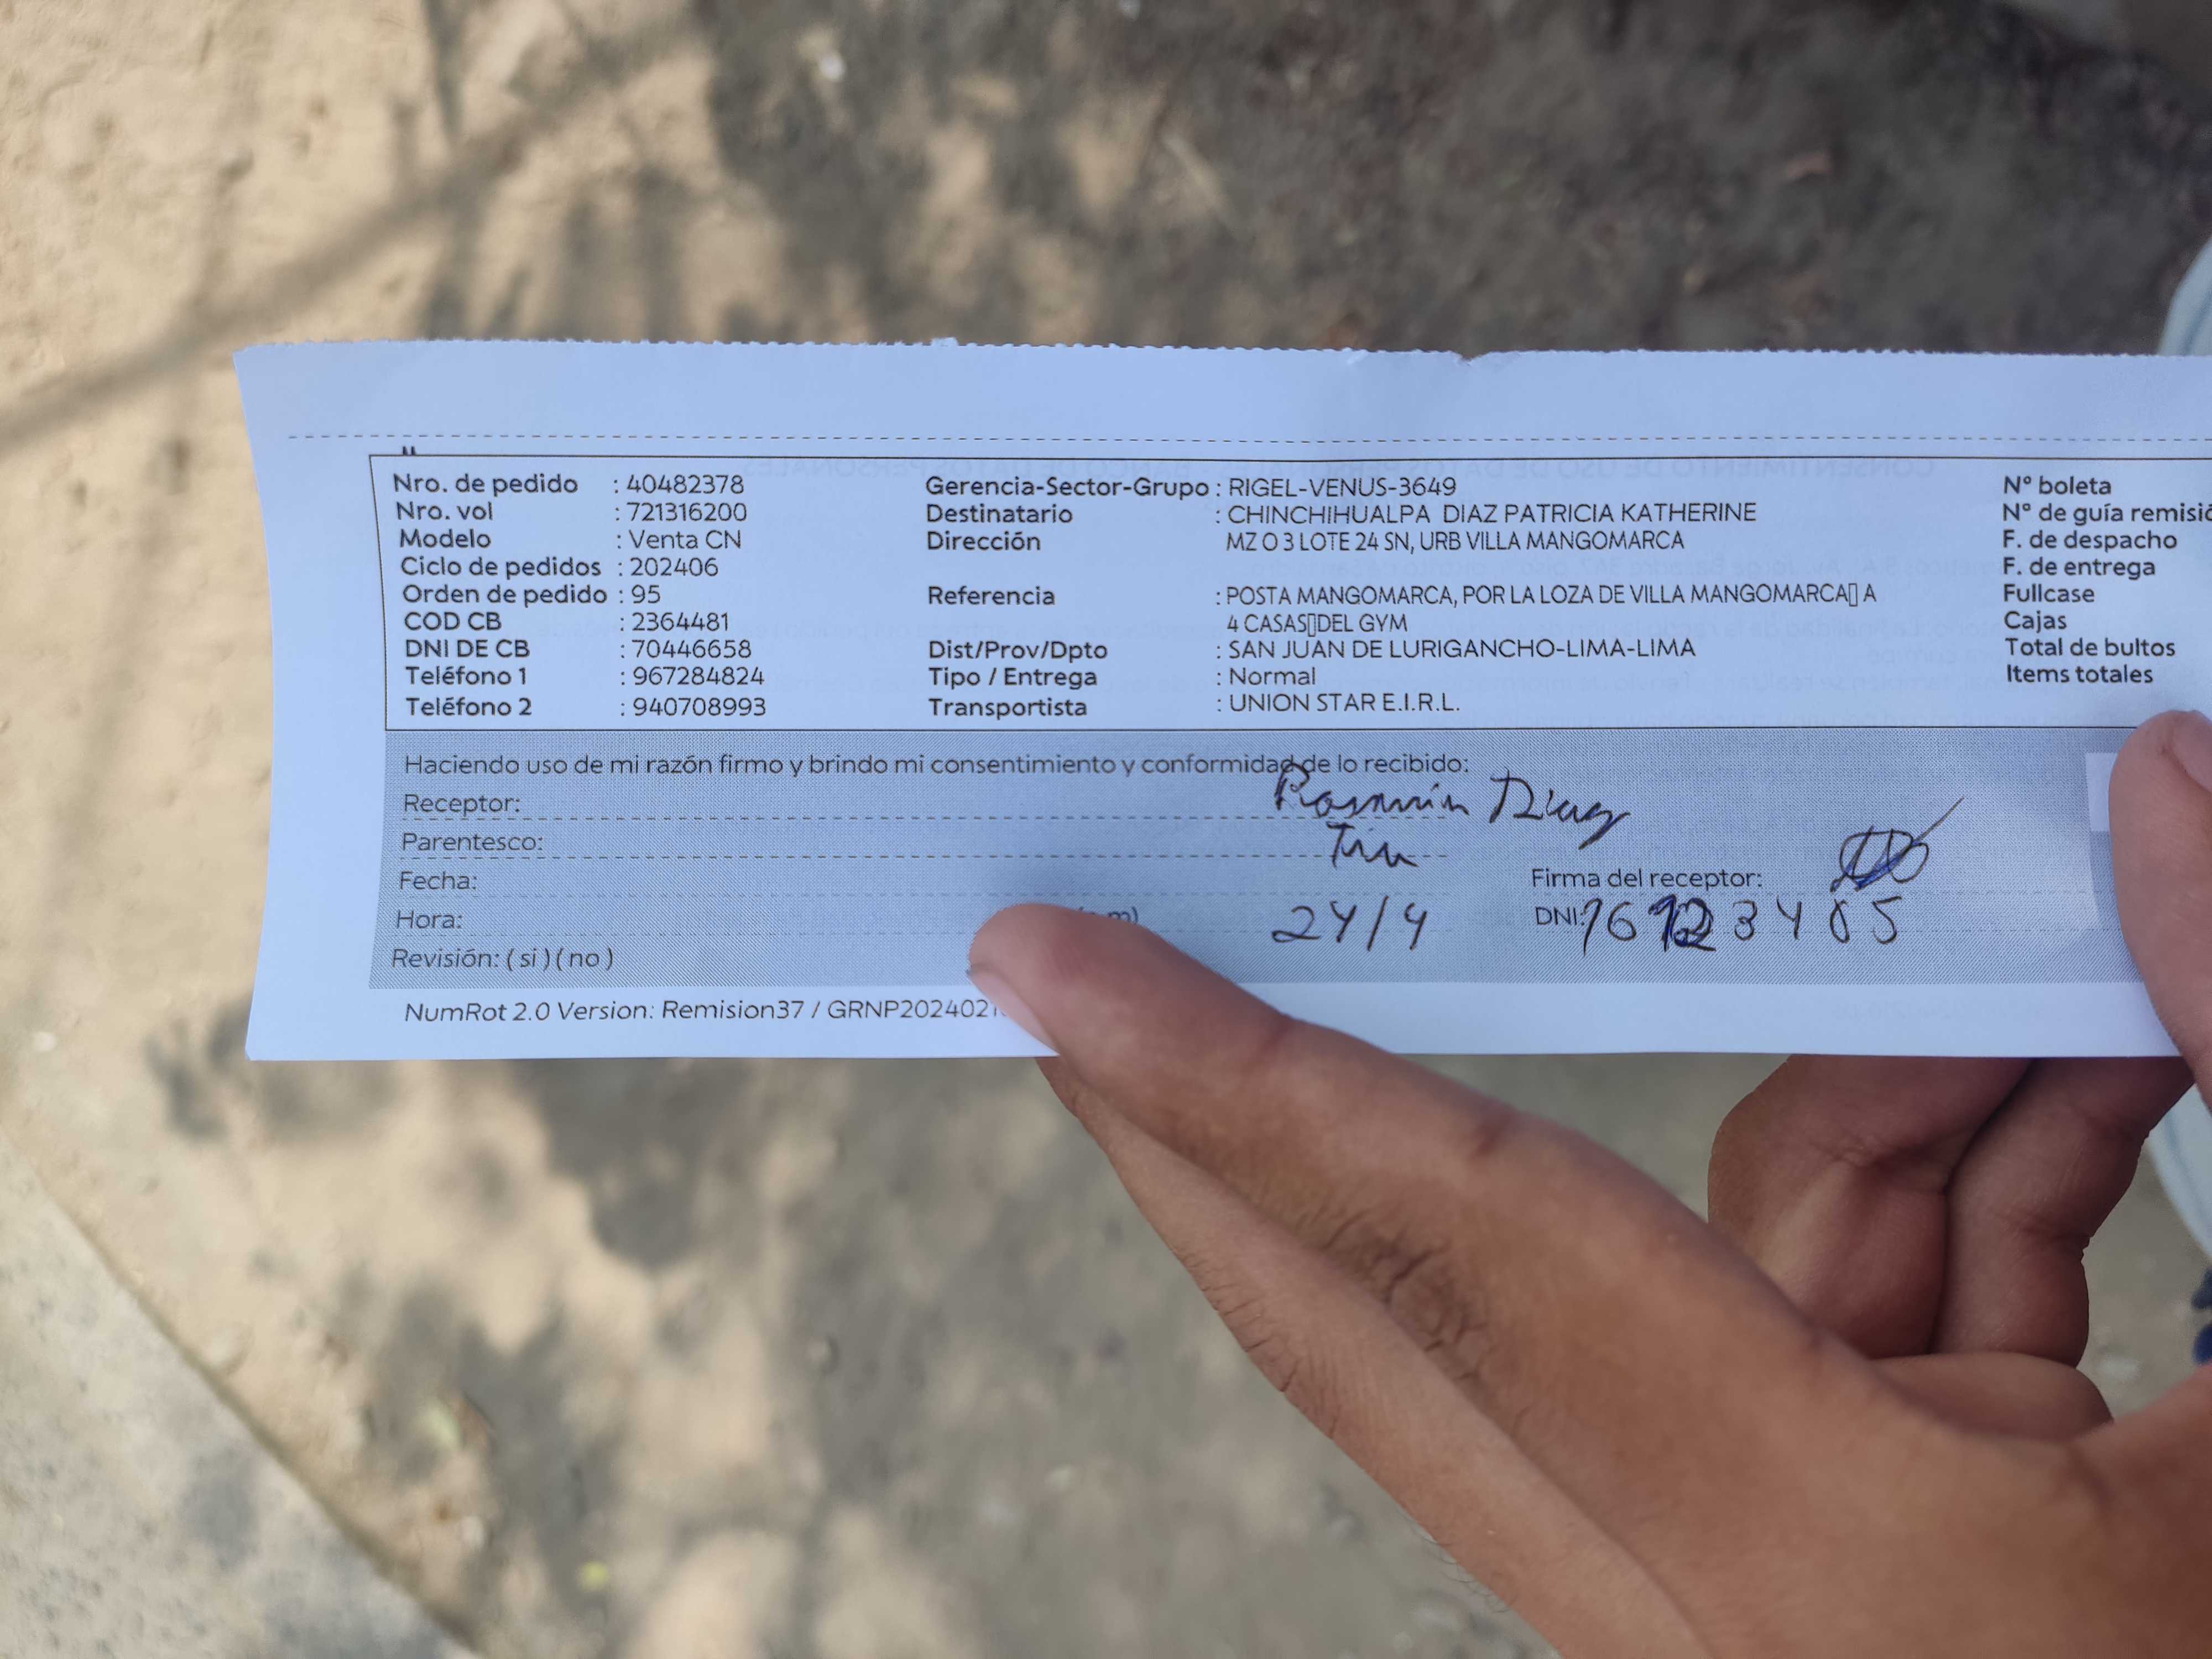 Nro. de pedido : 40482378
Nro. vol : 721316200
Modelo : Venta CN
Ciclo de pedidos : 202406
Orden de pedido : 95
COD CB : 2364481
DNI DE CB : 70446658
Teléfono 1 : 967284824
Teléfono 2 : 940708993
Gerencia-Sector-Grupo : RIGEL-VENUS-3649
Destinatario : CHINCHIHUALPA DIAZ PATRICIA KATHERINE
Dirección MZ O 3 LOTE 24 SN, URB VILLA MANGOMARCA
Referencia : POSTA MANGOMARCA, POR LA LOZA DE VILLA MANGOMARCA▯ A
4 CASAS▯DEL GYM
Dist/Prov/Dpto : SAN JUAN DE LURIGANCHO-LIMA-LIMA
Tipo / Entrega : Normal
Transportista : UNION STAR E.I.R.L.
Nº boleta
Nº de guía
F. de despacho
F. de entrega
Fullcase
Cajas
Total de bultos
Items totales
Haciendo uso de mi razón firmo y brindo mi consentimiento y conformidad de lo recibido:
Receptor: Diaz
Parentesco:
Fecha:
Firma del receptor:
Hora: 24/4
DNI:
Revisión: ( si ) ( no )
NumRot 2.0 Version: Remision37 /